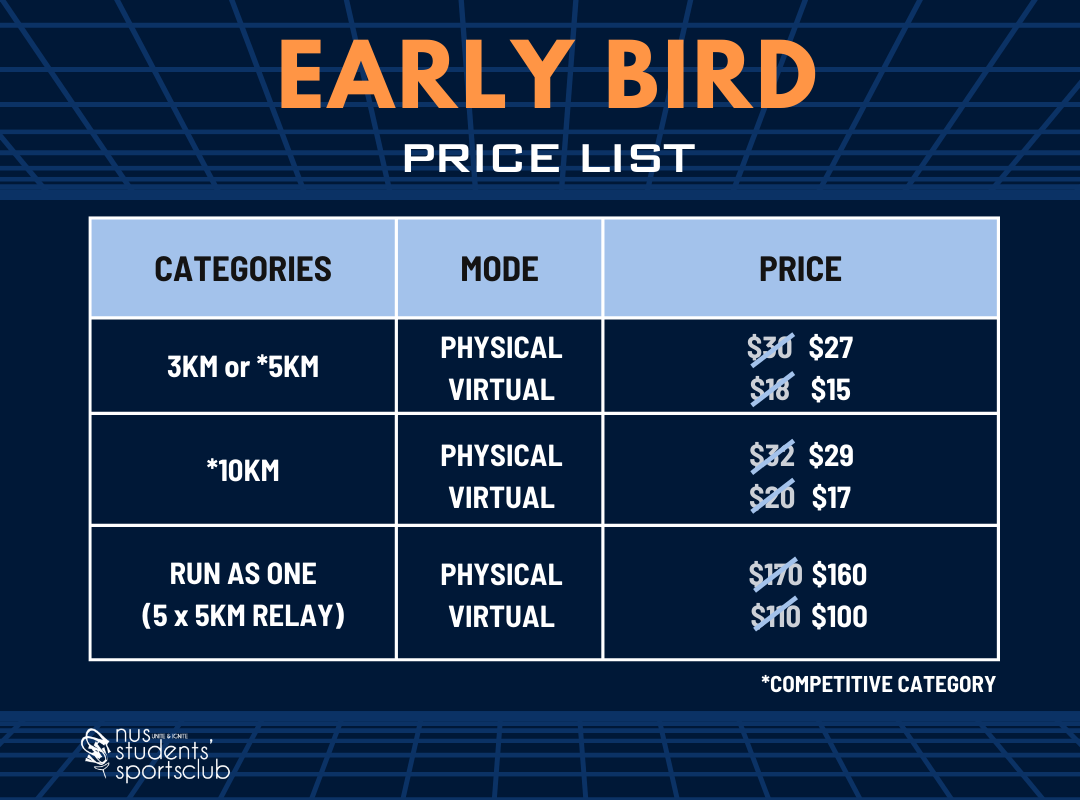 EARLY BIRD
PRICE LIST
CATEGORIES MODE PRICE
3KM or *5KM
PHYSICAL $30 $27
VIRTUAL $18 $15
*10KM
PHYSICAL $32 $29
VIRTUAL $20 $17
RUN AS ONE
(5 x 5KM RELAY)
PHYSICAL $170 $160
VIRTUAL $110 $100
*COMPETITIVE CATEGORY
nus UNITE & IGNITE
students'
sportsclub